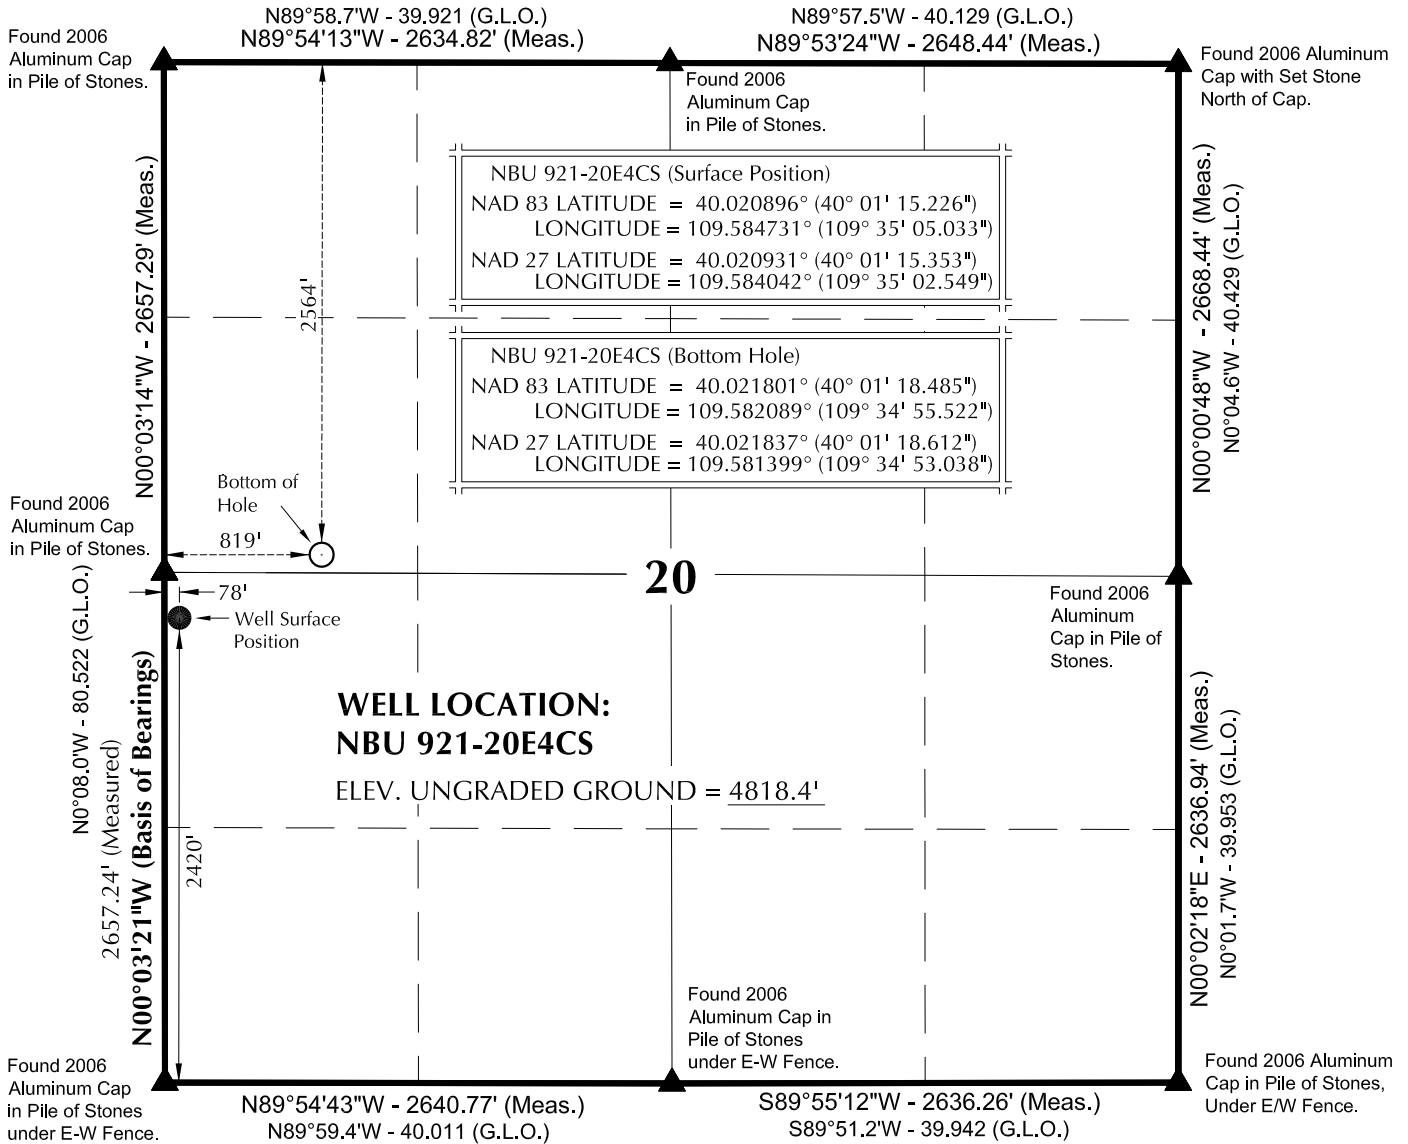 N89°58.7'W - 39.921 (G.L.O.)
N89°54'13"W - 2634.82' (Meas.)
N89°57.5'W - 40.129 (G.L.O.)
N89°53'24"W - 2648.44' (Meas.)
Found 2006
Aluminum Cap
in Pile of Stones.
Found 2006
Aluminum Cap
in Pile of Stones.
Found 2006 Aluminum
Cap with Set Stone
North of Cap.
NBU 921-20E4CS (Surface Position)
NAD 83 LATITUDE = 40.020896° (40° 01' 15.226")
LONGITUDE = 109.584731° (109° 35' 05.033")
NAD 27 LATITUDE = 40.020931° (40° 01' 15.353")
LONGITUDE = 109.584042° (109° 35' 02.549")
N00°03'14"W - 2657.29' (Meas.)
2564'
N00°00'48"W - 2668.44' (Meas.)
N0°04.6'W - 40.429 (G.L.O.)
NBU 921-20E4CS (Bottom Hole)
NAD 83 LATITUDE = 40.021801° (40° 01' 18.485")
LONGITUDE = 109.582089° (109° 34' 55.522")
NAD 27 LATITUDE = 40.021837° (40° 01' 18.612")
LONGITUDE = 109.581399° (109° 34' 53.038")
Bottom of
Hole
Found 2006
Aluminum Cap
in Pile of Stones.
819'
20
78'
Well Surface
Position
Found 2006
Aluminum
Cap in Pile of
Stones.
WELL LOCATION:
NBU 921-20E4CS
ELEV. UNGRADED GROUND = 4818.4'
N0°08.0'W - 80.522 (G.L.O.)
2657.24' (Measured)
N00°03'21"W (Basis of Bearings)
2420'
N00°02'18"E - 2636.94' (Meas.)
N0°01.7'W - 39.953 (G.L.O.)
Found 2006
Aluminum Cap in
Pile of Stones
under E-W Fence.
Found 2006
Aluminum Cap
in Pile of Stones
under E-W Fence.
Found 2006 Aluminum
Cap in Pile of Stones,
Under E/W Fence.
N89°54'43"W - 2640.77' (Meas.)
N89°59.4'W - 40.011 (G.L.O.)
S89°55'12"W - 2636.26' (Meas.)
S89°51.2'W - 39.942 (G.L.O.)